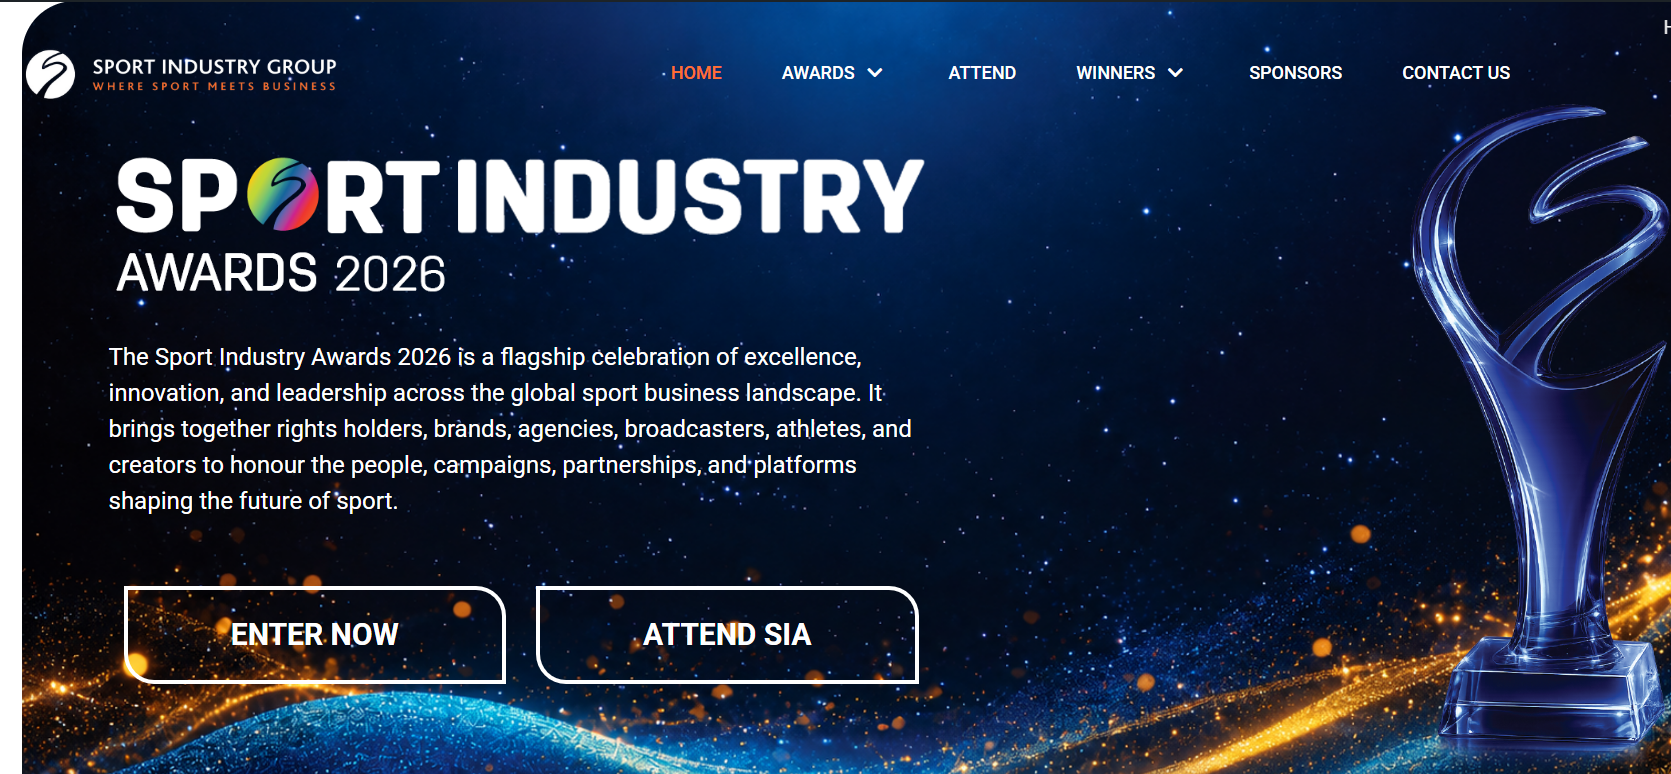 SPORT INDUSTRY GROUP
WHERE SPORT MEETS BUSINESS
HOME AWARDS ATTEND WINNERS SPONSORS CONTACT US
SPORT INDUSTRY
AWARDS 2026
The Sport Industry Awards 2026 is a flagship celebration of excellence,
innovation, and leadership across the global sport business landscape. It
brings together rights holders, brands, agencies, broadcasters, athletes, and
creators to honour the people, campaigns, partnerships, and platforms
shaping the future of sport.
ENTER NOW ATTEND SIA